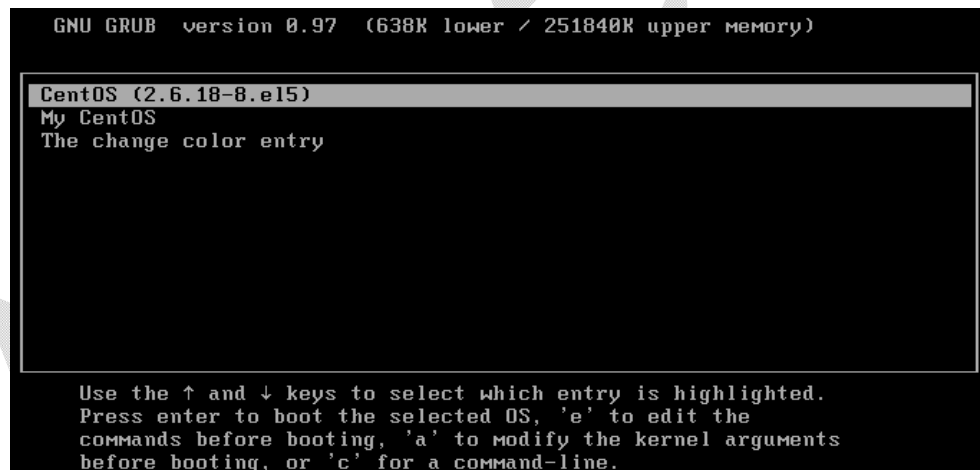 GNU GRUB version 0.97 (638K lower / 251840K upper memory)
CentOS (2.6.18-8.el5)
My CentOS
The change color entry
Use the ↑ and ↓ keys to select which entry is highlighted.
Press enter to boot the selected OS, 'e' to edit the
commands before booting, 'a' to modify the kernel arguments
before booting, or 'c' for a command-line.